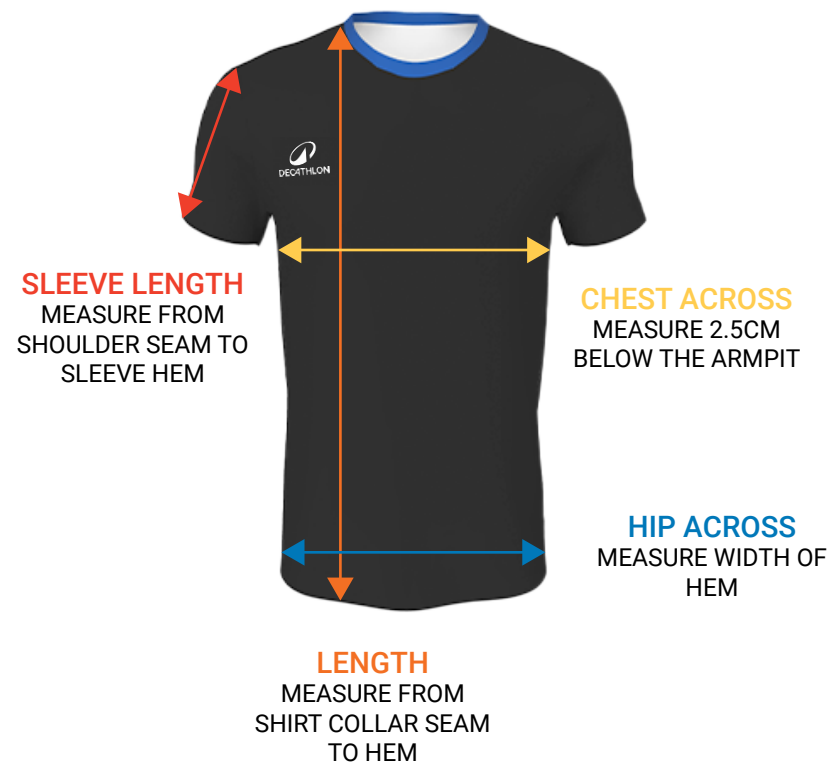 DECATHLON
SLEEVE LENGTH
MEASURE FROM
SHOULDER SEAM TO
SLEEVE HEM
CHEST ACROSS
MEASURE 2.5CM
BELOW THE ARMPIT
HIP ACROSS
MEASURE WIDTH OF
HEM
LENGTH
MEASURE FROM
SHIRT COLLAR SEAM
TO HEM